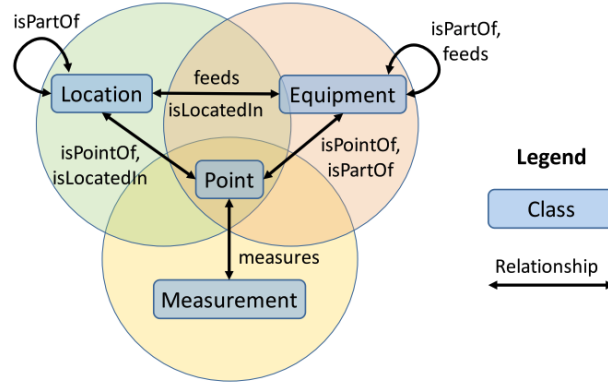 isPartOf
isPartOf,
feeds
Location
feeds
isLocatedIn
Equipment
isPointOf,
isLocatedIn
Point
isPointOf,
isPartOf
measures
Measurement
Legend
Class
Relationship